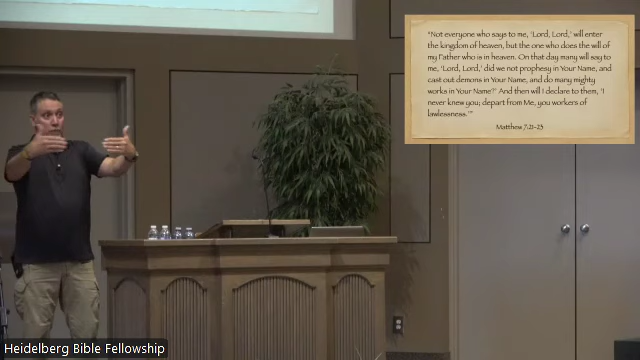 "Not everyone who says to me, 'Lord, Lord,' will enter
the kingdom of heaven, but the one who does the will of
my Father who is in heaven. On that day many will say to
me, 'Lord, Lord,' did we not prophesy in Your Name, and
cast out demons in Your Name, and do many mighty
works in Your Name?' And then will I declare to them, 'I
never knew you; depart from Me, you workers of
lawlessness.'"
Matthew 7:21-23
Heidelberg Bible Fellowship